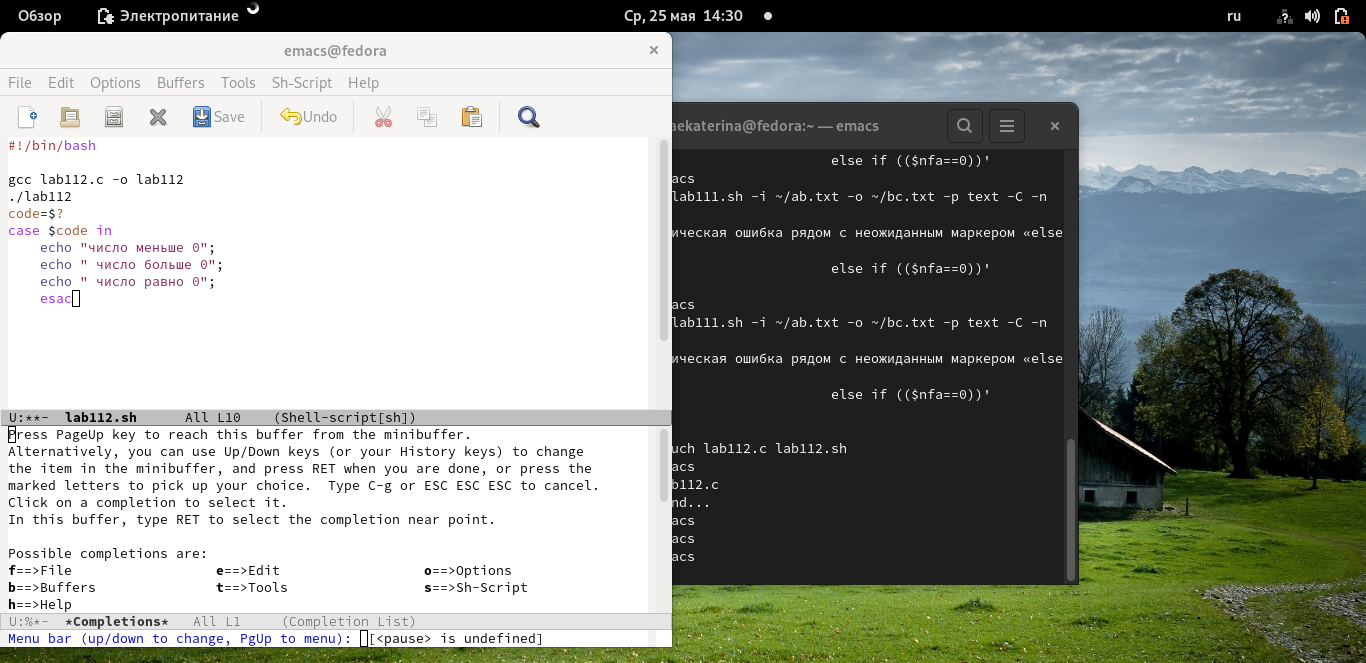 Обзор Электропитание Ср, 25 мая 14:30 ru
emacs@fedora
File Edit Options Buffers Tools Sh-Script Help
Save Undo
#!/bin/bash
gcc lab112.c -o lab112
./lab112
code=$?
case $code in
echo "число меньше 0";
echo " число больше 0";
echo " число равно 0";
esac
U:**- lab112.sh All L10 (Shell-script[sh])
Press PageUp key to reach this buffer from the minibuffer.
Alternatively, you can use Up/Down keys (or your History keys) to change
the item in the minibuffer, and press RET when you are done, or press the
marked letters to pick up your choice. Type C-g or ESC ESC ESC to cancel.
Click on a completion to select it.
In this buffer, type RET to select the completion near point.
Possible completions are:
f==>File e==>Edit o==>Options
b==>Buffers t==>Tools s==>Sh-Script
h==>Help
U:%*- *Completions* All L1 (Completion List)
Menu bar (up/down to change, PgUp to menu): [<pause> is undefined]
aekaterina@fedora:~ — emacs
else if (($nfa==0))'
acs
lab111.sh -i ~/ab.txt -o ~/bc.txt -p text -C -n
ическая ошибка рядом с неожиданным маркером «else
else if (($nfa==0))'
acs
lab111.sh -i ~/ab.txt -o ~/bc.txt -p text -C -n
ическая ошибка рядом с неожиданным маркером «else
else if (($nfa==0))'
uch lab112.c lab112.sh
acs
b112.c
nd...
acs
acs
acs